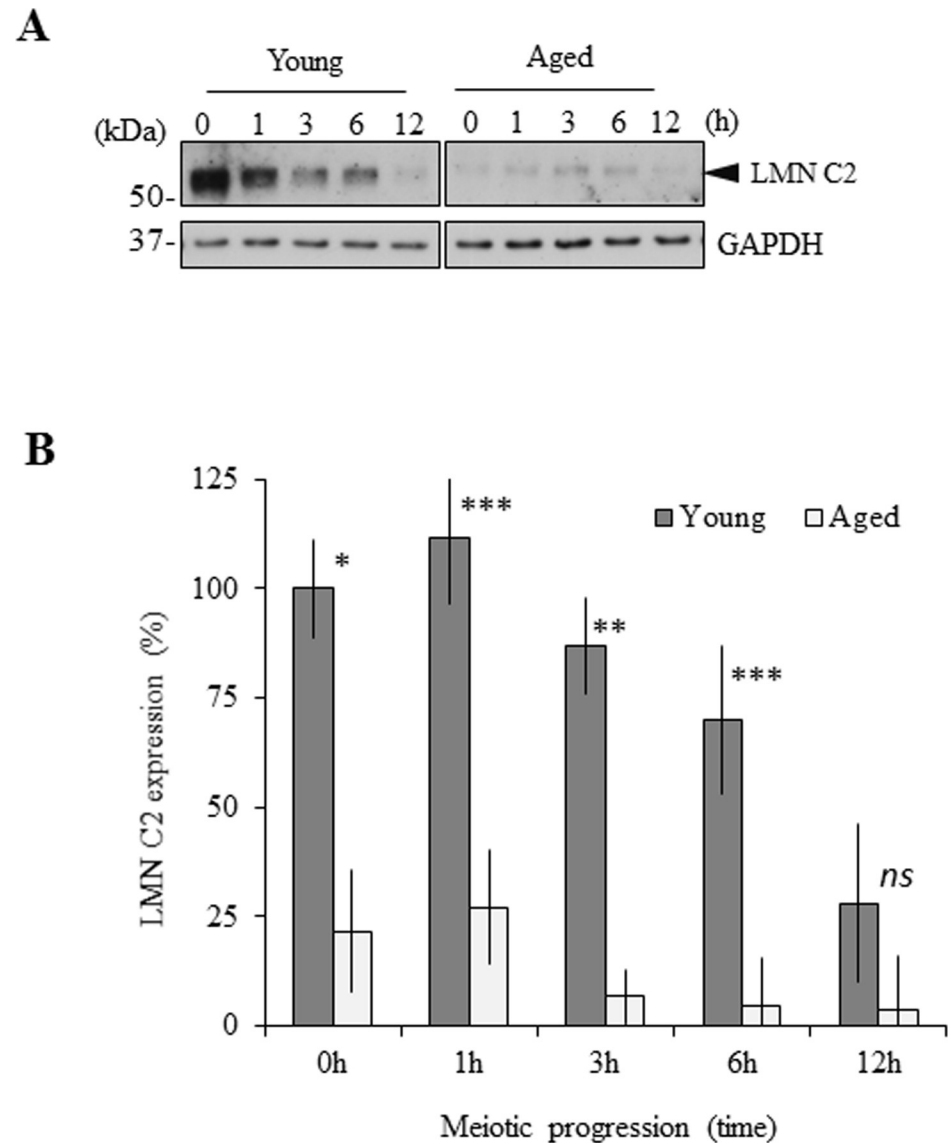 A
Young Aged
(kDa) 0 1 3 6 12 0 1 3 6 12 (h)
50- LMN C2
37- GAPDH
B
125
Young Aged
***
*
100
**
***
75
50
ns
25
0
0h 1h 3h 6h 12h
LMN C2 expression (%)
Meiotic progression (time)